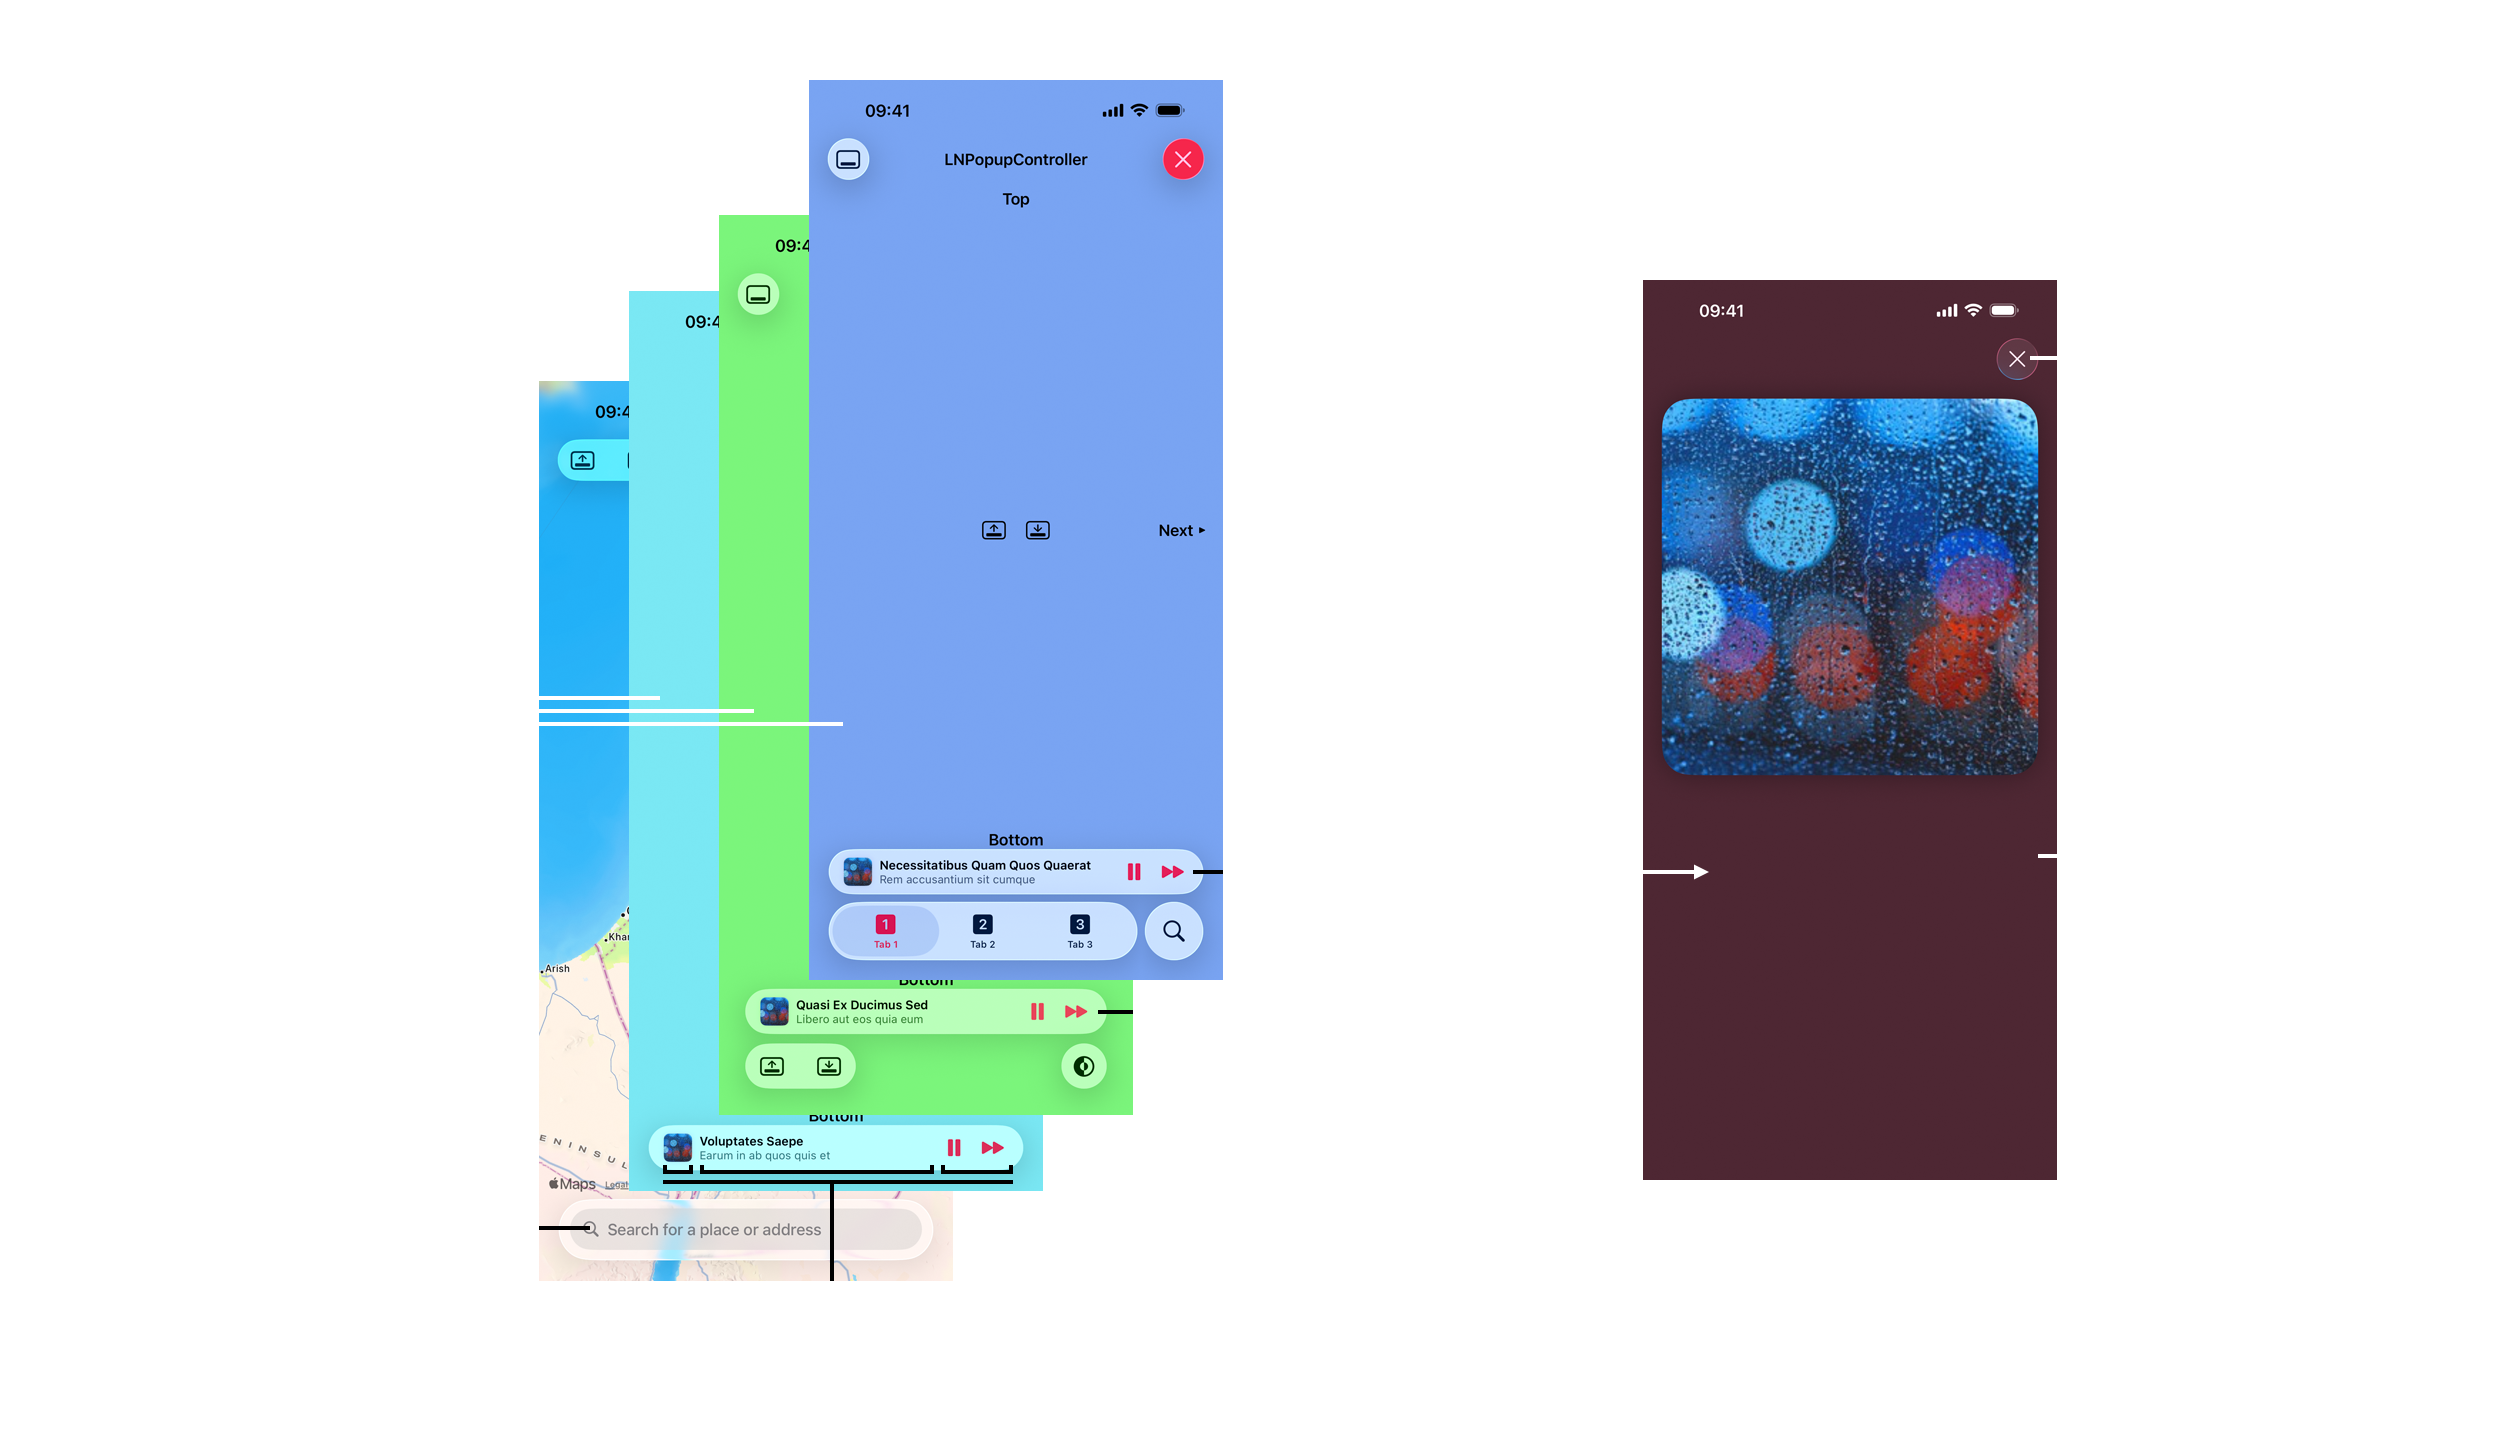 09:41
LNPopupController
Top
Next
Bottom
Necessitatibus Quam Quos Quaerat
Rem accusantium sit cumque
1
Tab 1
2
Tab 2
3
Tab 3
09:4
Bottom
Quasi Ex Ducimus Sed
Libero aut eos quia eum
09:4
Bottom
Voluptates Saepe
Earum in ab quos quis et
09:4
Khan
Arish
ENINSUL
Maps
Legal
Search for a place or address
09:41